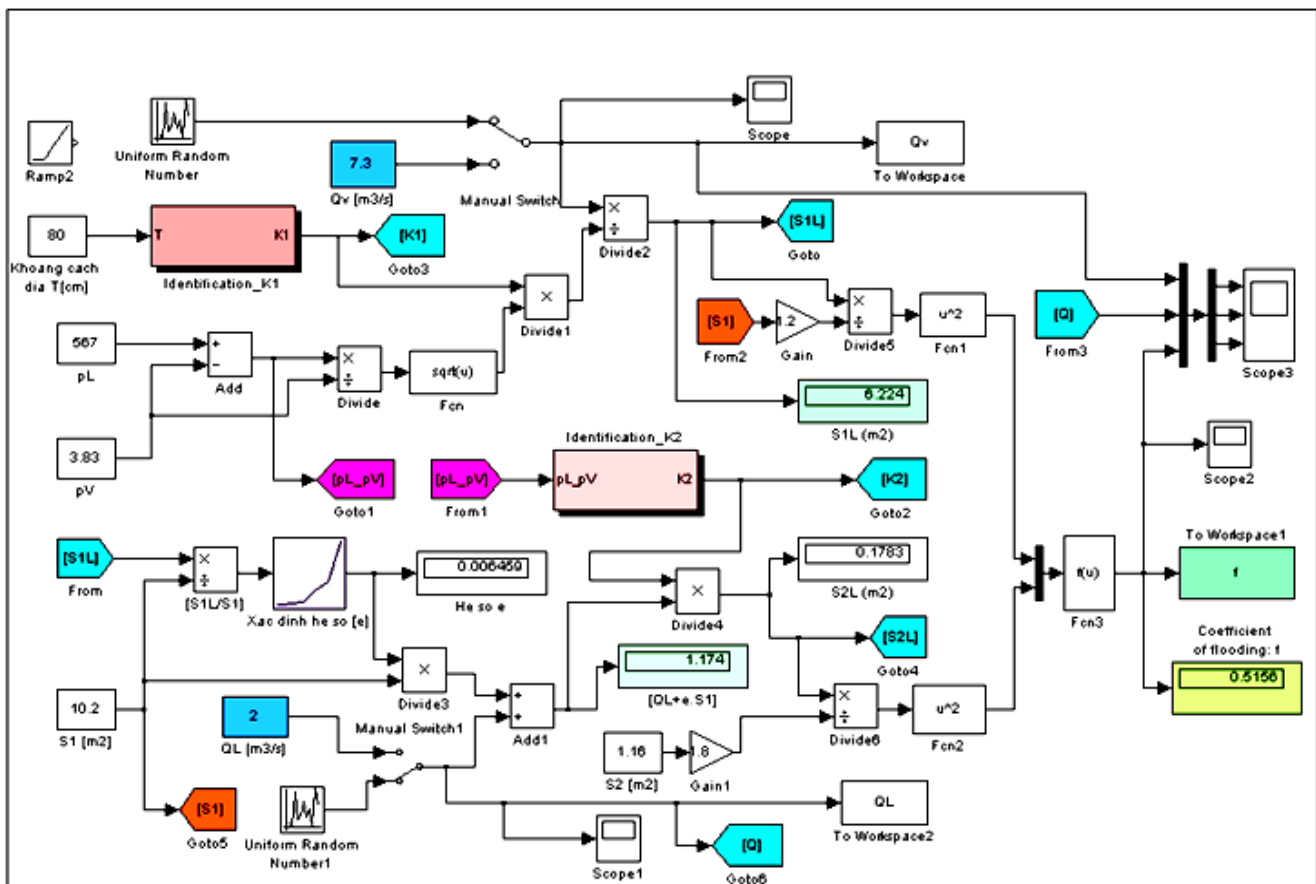 Scope
Ramp2
Uniform Random
Number
7.3
Qv [m3/s]
Manual Switch
Qv
To Workspace
80
Khoang cach
dia T[cm]
T
K1
Identification_K1
[K1]
Goto3
×
÷
Divide2
[S1L]
Goto
×
Divide1
[S1]
From2
1.2
Gain
×
÷
Divide5
u^2
Fcn1
[Q]
From3
Scope3
567
pL
+
−
Add
×
÷
Divide
sqrt(u)
Fcn
6.224
S1L (m2)
Scope2
3.83
pV
[pL_pV]
Goto1
[pL_pV]
From1
Identification_K2
pL_pV
K2
[K2]
Goto2
[S1L]
From
×
÷
[S1L/S1]
Xac dinh he so [e]
0.006459
He so e
×
Divide4
0.1783
S2L (m2)
[S2L]
Goto4
f(u)
Fcn3
To Workspace1
f
Coefficient
of flooding: f
0.5156
10.2
S1 [m2]
×
Divide3
2
QL [m3/s]
Manual Switch1
+
+
Add1
1.174
[QL+e.S1]
1.16
S2 [m2]
1.8
Gain1
×
÷
Divide6
u^2
Fcn2
[S1]
Goto5
Uniform Random
Number1
Scope1
[Q]
Goto6
QL
To Workspace2